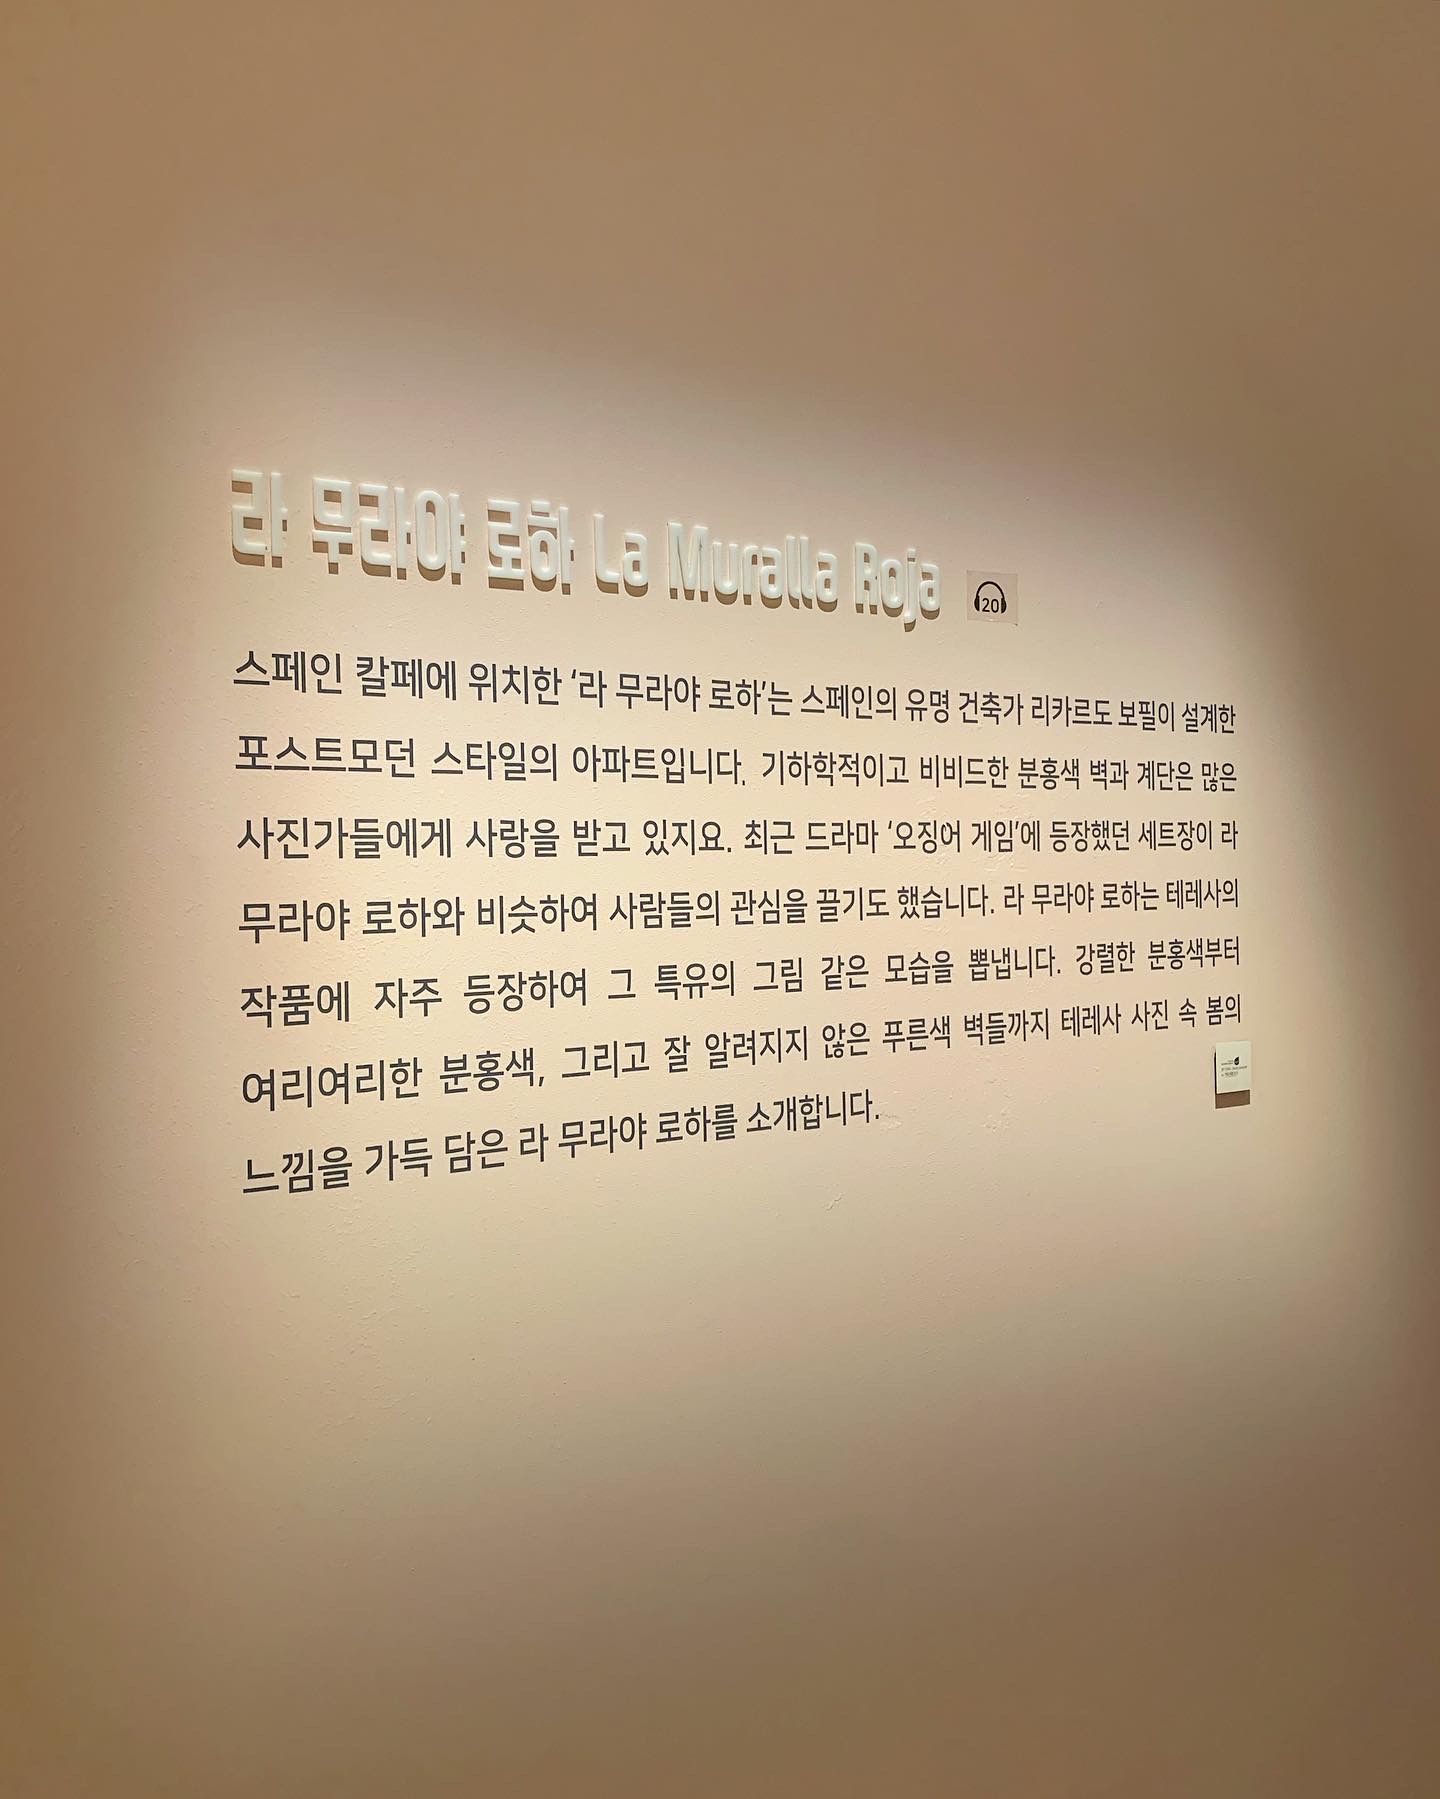 라 무라야 로하 La Muralla Roja
20
스페인 칼페에 위치한 ‘라 무라야 로하’는 스페인의 유명 건축가 리카르도 보필이 설계한
포스트모던 스타일의 아파트입니다. 기하학적이고 비비드한 분홍색 벽과 계단은 많은
사진가들에게 사랑을 받고 있지요. 최근 드라마 ‘오징어 게임’에 등장했던 세트장이 라
무라야 로하와 비슷하여 사람들의 관심을 끌기도 했습니다. 라 무라야 로하는 테레사의
작품에 자주 등장하여 그 특유의 그림 같은 모습을 뽐냅니다. 강렬한 분홍색부터
여리여리한 분홍색, 그리고 잘 알려지지 않은 푸른색 벽들까지 테레사 사진 속 봄의
느낌을 가득 담은 라 무라야 로하를 소개합니다.